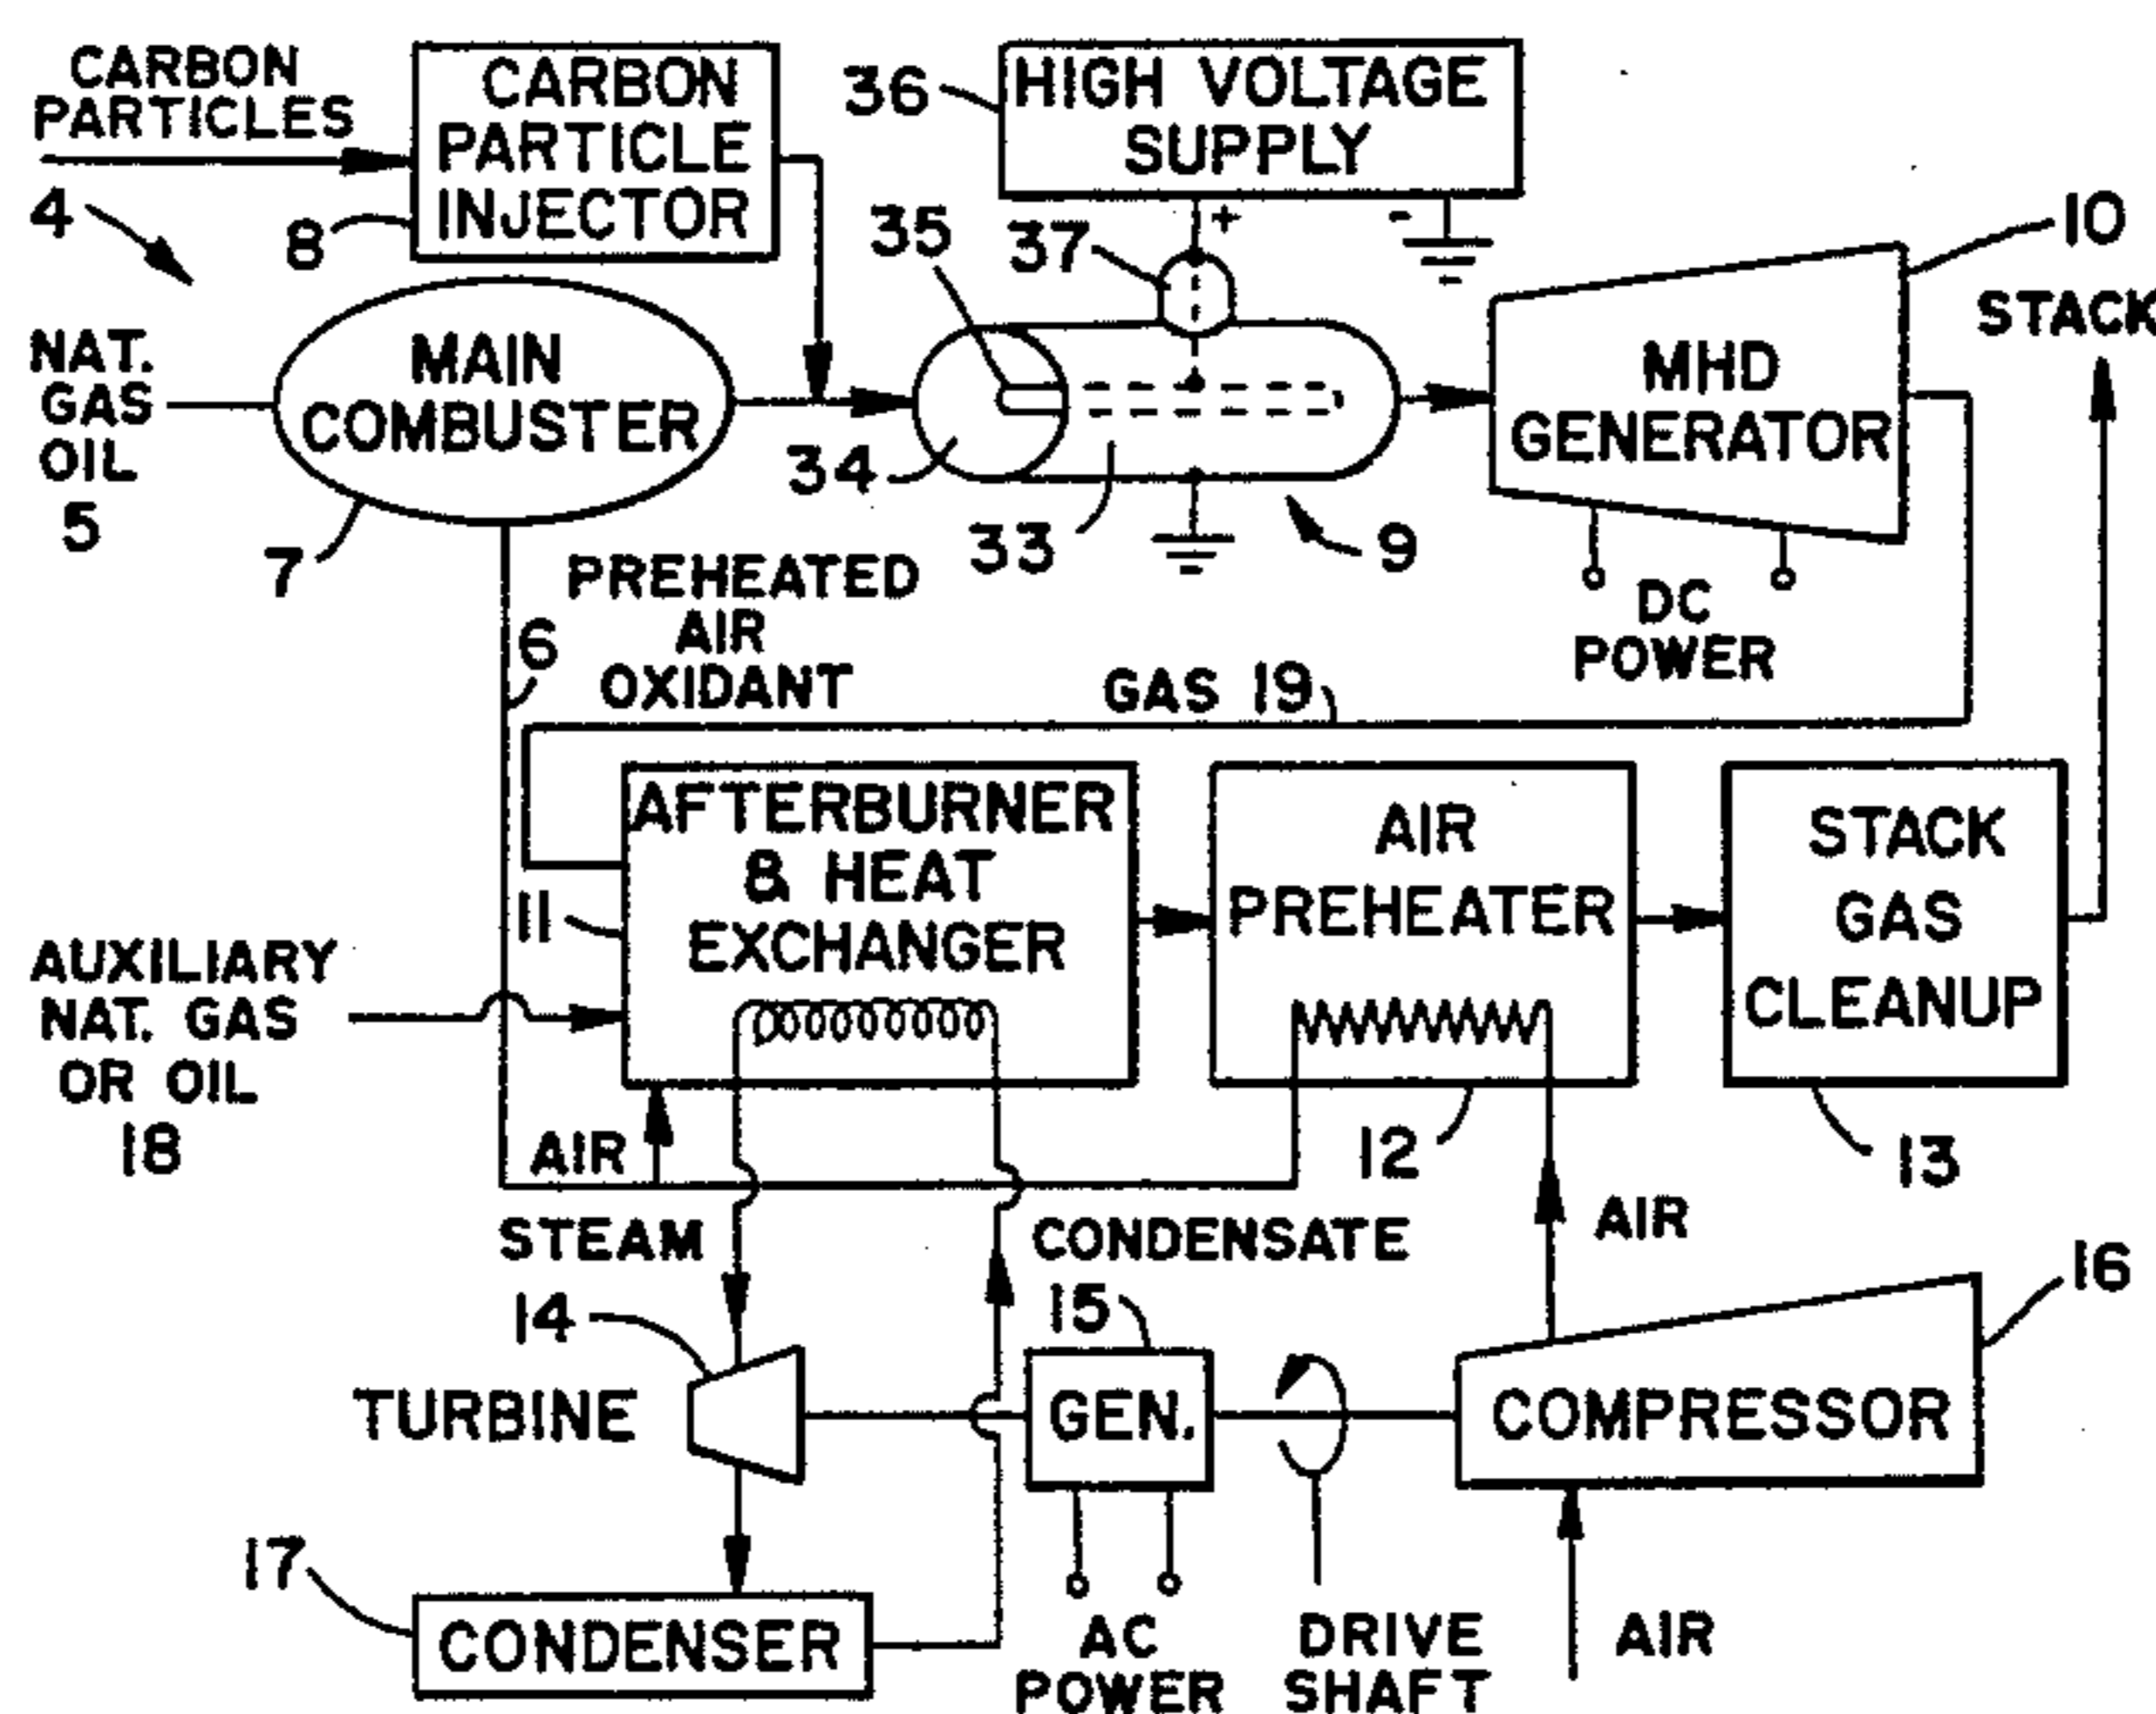 CARBON
PARTICLES
4
CARBON
PARTICLE
INJECTOR
8
36
HIGH VOLTAGE
SUPPLY
+
-
35
37
10
STACK
NAT.
GAS
OIL
5
MAIN
COMBUSTER
7
34
33
9
MHD
GENERATOR
DC
POWER
6
PREHEATED
AIR
OXIDANT
GAS 19
11
AFTERBURNER
& HEAT
EXCHANGER
AIR
PREHEATER
12
STACK
GAS
CLEANUP
13
AUXILIARY
NAT. GAS
OR OIL
18
AIR
STEAM
CONDENSATE
AIR
14
TURBINE
15
GEN.
16
COMPRESSOR
17
CONDENSER
AC
POWER
DRIVE
SHAFT
AIR